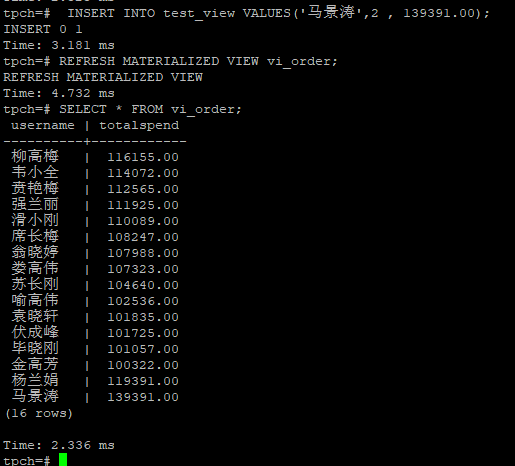 tpch=#  INSERT INTO test_view VALUES('马景涛',2 , 139391.00);
INSERT 0 1
Time: 3.181 ms
tpch=# REFRESH MATERIALIZED VIEW vi_order;
REFRESH MATERIALIZED VIEW
Time: 4.732 ms
tpch=# SELECT * FROM vi_order;
 username | totalspend
----------+------------
 柳高梅   |  116155.00
 韦小全   |  114072.00
 贲艳梅   |  112565.00
 强兰丽   |  111925.00
 滑小刚   |  110089.00
 席长梅   |  108247.00
 翁晓婷   |  107988.00
 娄高伟   |  107323.00
 苏长刚   |  104640.00
 喻高伟   |  102536.00
 袁晓轩   |  101835.00
 伏成峰   |  101725.00
 毕晓刚   |  101057.00
 金高芳   |  100322.00
 杨兰娟   |  119391.00
 马景涛   |  139391.00
(16 rows)
Time: 2.336 ms
tpch=#